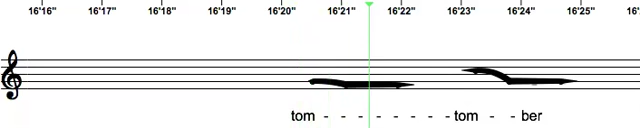 16'16" 16'17" 16'18" 16'19" 16'20" 16'21" 16'22" 16'23" 16'24" 16'25" 16'
tom - - - - - - - - - tom - - ber